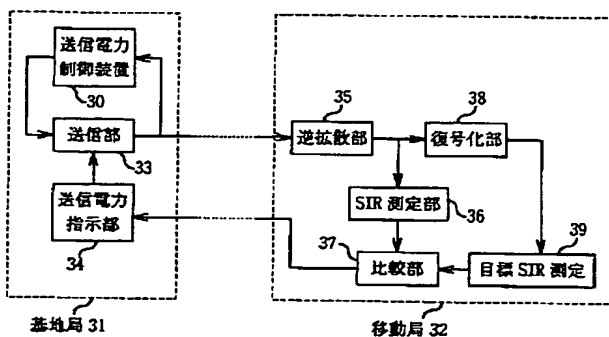 送信電力
制御装置
30
送信部
33
送信電力
指示部
34
基地局 31
35
逆拡散部
38
復号化部
SIR 測定部
36
37
比較部
39
目標 SIR 測定
移動局 32